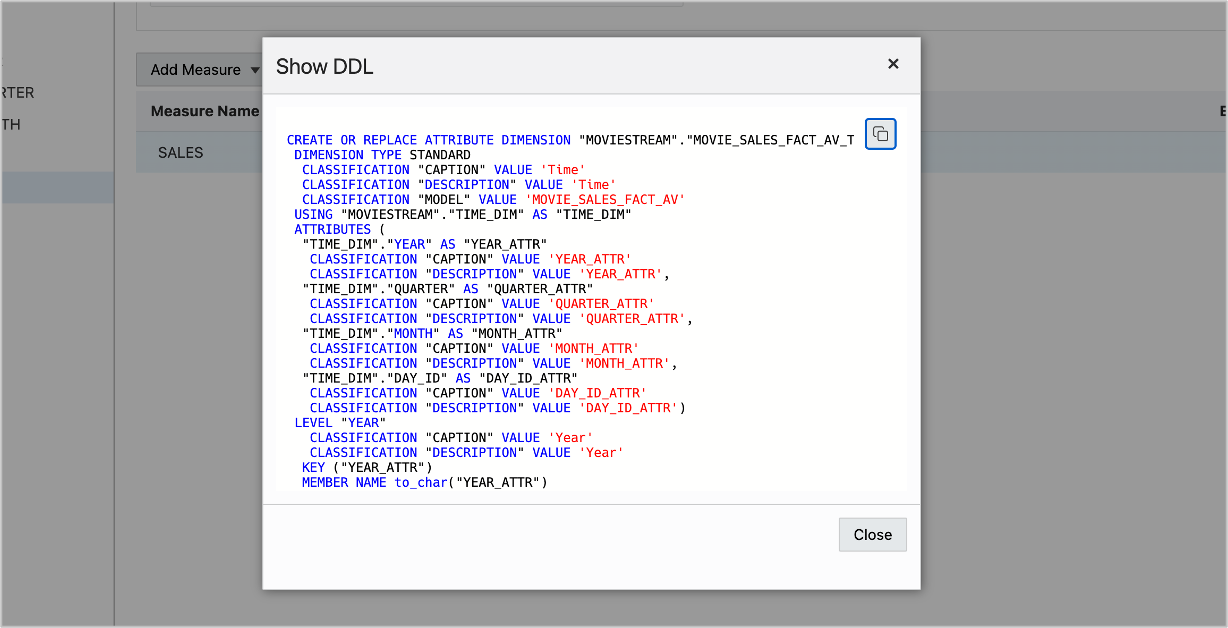 RTER
TH
Add Measure
Measure Name
E
SALES
Show DDL
CREATE OR REPLACE ATTRIBUTE DIMENSION "MOVIESTREAM"."MOVIE_SALES_FACT_AV_T
DIMENSION TYPE STANDARD
CLASSIFICATION "CAPTION" VALUE 'Time'
CLASSIFICATION "DESCRIPTION" VALUE 'Time'
CLASSIFICATION "MODEL" VALUE 'MOVIE_SALES_FACT_AV'
USING "MOVIESTREAM"."TIME_DIM" AS "TIME_DIM"
ATTRIBUTES (
"TIME_DIM"."YEAR" AS "YEAR_ATTR"
CLASSIFICATION "CAPTION" VALUE 'YEAR_ATTR'
CLASSIFICATION "DESCRIPTION" VALUE 'YEAR_ATTR',
"TIME_DIM"."QUARTER" AS "QUARTER_ATTR"
CLASSIFICATION "CAPTION" VALUE 'QUARTER_ATTR'
CLASSIFICATION "DESCRIPTION" VALUE 'QUARTER_ATTR',
"TIME_DIM"."MONTH" AS "MONTH_ATTR"
CLASSIFICATION "CAPTION" VALUE 'MONTH_ATTR'
CLASSIFICATION "DESCRIPTION" VALUE 'MONTH_ATTR',
"TIME_DIM"."DAY_ID" AS "DAY_ID_ATTR"
CLASSIFICATION "CAPTION" VALUE 'DAY_ID_ATTR'
CLASSIFICATION "DESCRIPTION" VALUE 'DAY_ID_ATTR')
LEVEL "YEAR"
CLASSIFICATION "CAPTION" VALUE 'Year'
CLASSIFICATION "DESCRIPTION" VALUE 'Year'
KEY ("YEAR_ATTR")
MEMBER NAME to_char("YEAR_ATTR")
Close